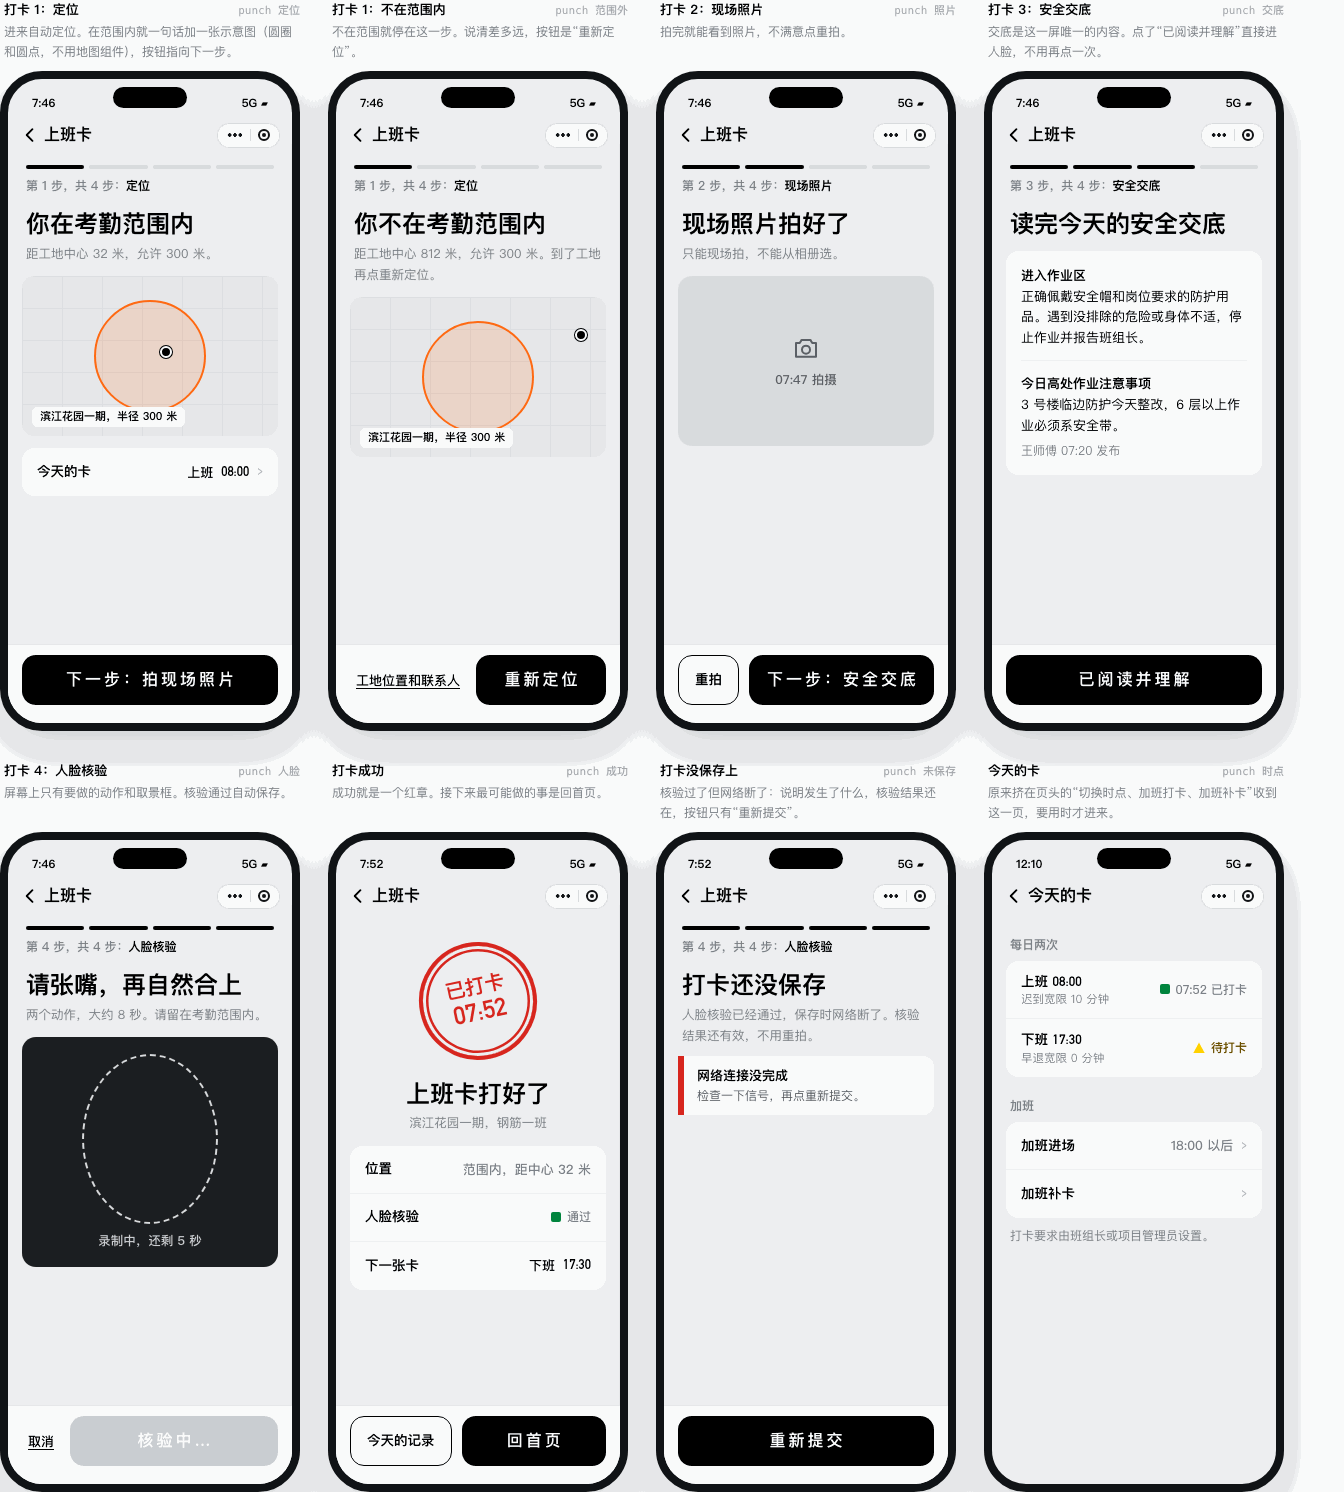 打卡 1：定位
punch 定位
进来自动定位。在范围内就一句话加一张示意图（圆圈
和圆点，不用地图组件），按钮指向下一步。
7:46
5G
上班卡
第 1 步，共 4 步：定位
你在考勤范围内
距工地中心 32 米，允许 300 米。
滨江花园一期，半径 300 米
今天的卡
上班 08:00
下一步：拍现场照片
打卡 1：不在范围内
punch 范围外
不在范围就停在这一步。说清差多远，按钮是“重新定
位”。
7:46
5G
上班卡
第 1 步，共 4 步：定位
你不在考勤范围内
距工地中心 812 米，允许 300 米。到了工地
再点重新定位。
滨江花园一期，半径 300 米
工地位置和联系人
重新定位
打卡 2：现场照片
punch 照片
拍完就能看到照片，不满意点重拍。
7:46
5G
上班卡
第 2 步，共 4 步：现场照片
现场照片拍好了
只能现场拍，不能从相册选。
07:47 拍摄
重拍
下一步：安全交底
打卡 3：安全交底
punch 交底
交底是这一屏唯一的内容。点了“已阅读并理解”直接进
人脸，不用再点一次。
7:46
5G
上班卡
第 3 步，共 4 步：安全交底
读完今天的安全交底
进入作业区
正确佩戴安全帽和岗位要求的防护用
品。遇到没排除的危险或身体不适，停
止作业并报告班组长。
今日高处作业注意事项
3 号楼临边防护今天整改，6 层以上作
业必须系安全带。
王师傅 07:20 发布
已阅读并理解
打卡 4：人脸核验
punch 人脸
屏幕上只有要做的动作和取景框。核验通过自动保存。
7:46
5G
上班卡
第 4 步，共 4 步：人脸核验
请张嘴，再自然合上
两个动作，大约 8 秒。请留在考勤范围内。
录制中，还剩 5 秒
取消
核验中…
打卡成功
punch 成功
成功就是一个红章。接下来最可能做的事是回首页。
7:52
5G
上班卡
已打卡
07:52
上班卡打好了
滨江花园一期，钢筋一班
位置
范围内，距中心 32 米
人脸核验
通过
下一张卡
下班 17:30
今天的记录
回首页
打卡没保存上
punch 未保存
核验过了但网络断了：说明发生了什么，核验结果还
在，按钮只有“重新提交”。
7:52
5G
上班卡
第 4 步，共 4 步：人脸核验
打卡还没保存
人脸核验已经通过，保存时网络断了。核验
结果还有效，不用重拍。
网络连接没完成
检查一下信号，再点重新提交。
重新提交
今天的卡
punch 时点
原来挤在页头的“切换时点、加班打卡、加班补卡”收到
这一页，要用时才进来。
12:10
5G
今天的卡
每日两次
上班 08:00
迟到宽限 10 分钟
07:52 已打卡
下班 17:30
早退宽限 0 分钟
待打卡
加班
加班进场
18:00 以后
加班补卡
打卡要求由班组长或项目管理员设置。